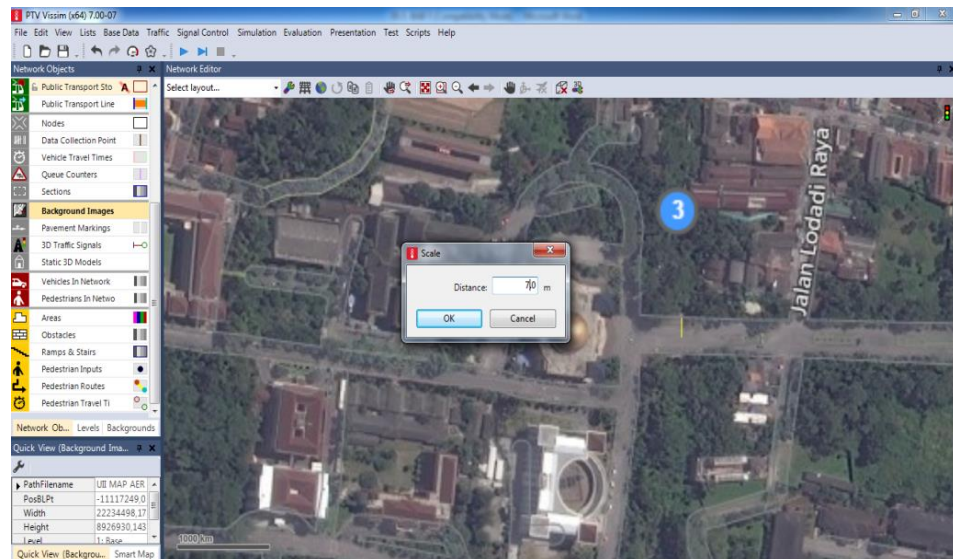 PTV Vissim (x64) 7.00-07
File Edit View Lists Base Data Traffic Signal Control Simulation Evaluation Presentation Test Scripts Help
Network Objects
Network Editor
Select layout...
Public Transport Sto
Public Transport Line
Nodes
Data Collection Point
Vehicle Travel Times
Queue Counters
Sections
Background Images
Pavement Markings
3D Traffic Signals
Static 3D Models
Vehicles In Network
Pedestrians In Netwo
Areas
Obstacles
Ramps & Stairs
Pedestrian Inputs
Pedestrian Routes
Pedestrian Travel Ti
Network Ob... Levels Backgrounds
Quick View (Background Ima...
PathFilename UII MAP AER
PosBLPt -11117249,0
Width 22234498,17
Height 8926930,143
Level 1: Base
Quick View (Backgrou... Smart Map
3
Jalan Lodadi Raya
Scale
Distance: 7,0 m
OK Cancel
1000 km